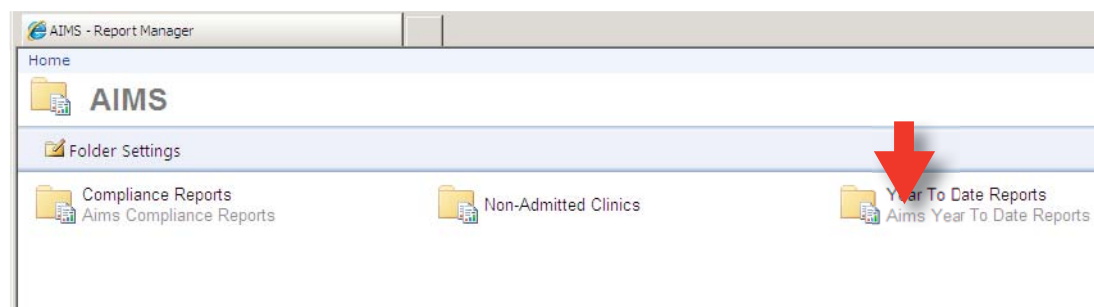 AIMS - Report Manager
Home
AIMS
Folder Settings
Compliance Reports
Aims Compliance Reports
Non-Admitted Clinics
Year To Date Reports
Aims Year To Date Reports